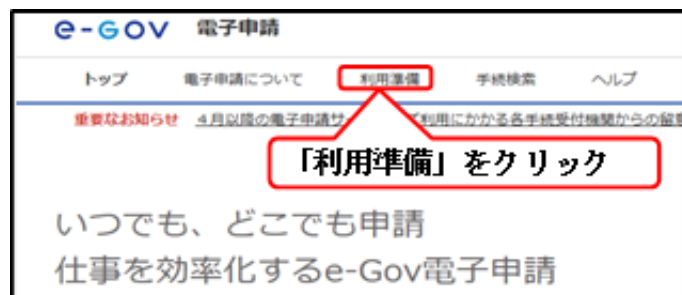 e-GOV 電子申請
トップ 電子申請について 利用準備 手続検索 ヘルプ
重要なお知らせ 4月以降の電子申請サ 利用にかかる各手続受付機関からの留
「利用準備」をクリック
いつでも、どこでも申請
仕事を効率化するe-Gov電子申請